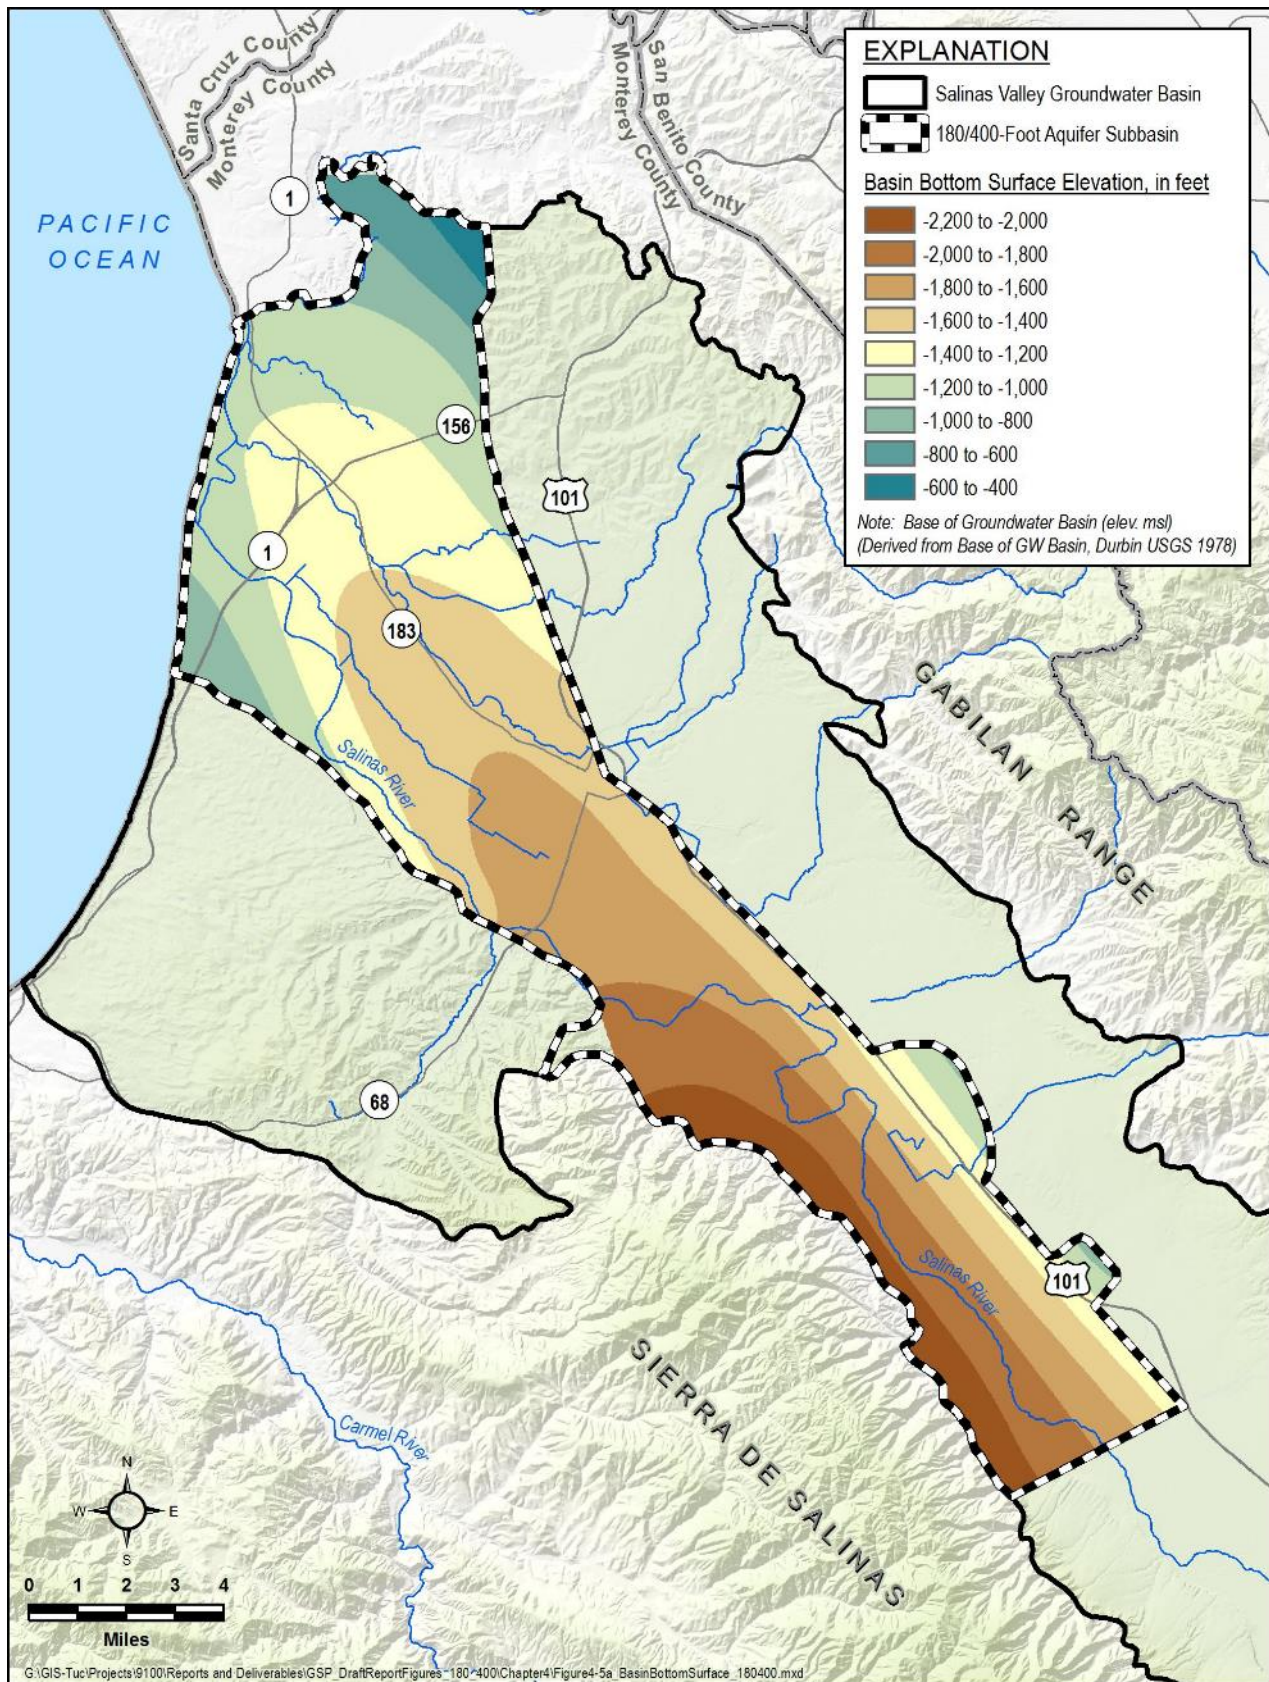 EXPLANATION
Salinas Valley Groundwater Basin
180/400-Foot Aquifer Subbasin
Basin Bottom Surface Elevation, in feet
-2,200 to -2,000
-2,000 to -1,800
-1,800 to -1,600
-1,600 to -1,400
-1,400 to -1,200
-1,200 to -1,000
-1,000 to -800
-800 to -600
-600 to -400
Note: Base of Groundwater Basin (elev. msl)
(Derived from Base of GW Basin, Durbin USGS 1978)
Santa Cruz County
Monterey County
San Benito County
Monterey County
1
PACIFIC
OCEAN
156
101
1
183
GABILAN RANGE
Salinas River
68
Salinas River
101
SIERRA DE SALINAS
Carmel River
N
W
E
S
0 1 2 3 4
Miles
G:\GIS-Tuc\Projects\9100\Reports and Deliverables\GSP_DraftReportFigures_180_400\Chapter4\Figure4-5a_BasinBottomSurface_180400.mxd